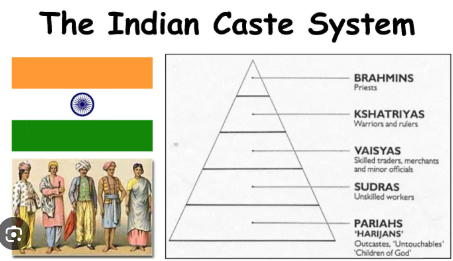 The Indian Caste System
BRAHMINS
Priests
KSHATRIYAS
Warriors and rulers
VAISYAS
Skilled traders, merchants
and minor officials
SUDRAS
Unskilled workers
PARIAHS
'HARIJANS'
Outcastes, 'Untouchables'
'Children of God'